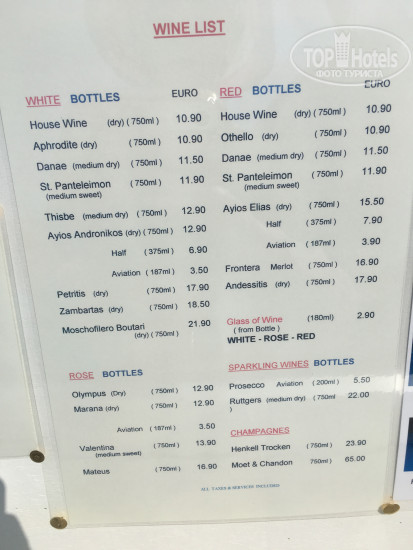 WINE LIST
TOP Hotels
ФОТО ТУРИСТА
WHITE BOTTLES EURO
House Wine (dry) ( 750ml ) 10.90
Aphrodite (dry) ( 750ml ) 10.90
Danae (medium dry) ( 750ml ) 11.50
St. Panteleimon ( 750ml ) 11.90
(medium sweet)
Thisbe (medium dry) ( 750ml ) 12.90
Ayios Andronikos (dry) ( 750ml ) 12.90
Half ( 375ml ) 6.90
Aviation ( 187ml ) 3.50
Petritis (dry) ( 750ml ) 17.90
Zambartas (dry) ( 750ml ) 18.50
Moschofilero Boutari 21.90
(dry) ( 750ml )
ROSE BOTTLES
Olympus (Dry) ( 750ml ) 12.90
Marana (dry) ( 750ml ) 12.90
Aviation ( 187ml ) 3.50
Valentina ( 750ml ) 13.90
(medium sweet)
Mateus ( 750ml ) 16.90
RED BOTTLES EURO
House Wine (dry) ( 750ml ) 10.90
Othello (dry) ( 750ml ) 10.90
Danae (medium dry) ( 750ml ) 11.50
St. Panteleimon ( 750ml ) 11.90
(medium sweet)
Ayios Elias (dry) ( 750ml ) 15.50
Half ( 375ml ) 7.90
Aviation ( 187ml ) 3.90
Frontera Merlot ( 750ml ) 16.90
Andessitis (dry) ( 750ml ) 17.90
Glass of Wine (180ml) 2.90
( from Bottle )
WHITE - ROSE - RED
SPARKLING WINES BOTTLES
Prosecco Aviation ( 200ml ) 5.50
Ruttgers (medium dry) ( 750ml 22.00
)
CHAMPAGNES
Henkell Trocken ( 750ml ) 23.90
Moet & Chandon 750ml ) 65.00
ALL TAXES & SERVICES INCLUDED